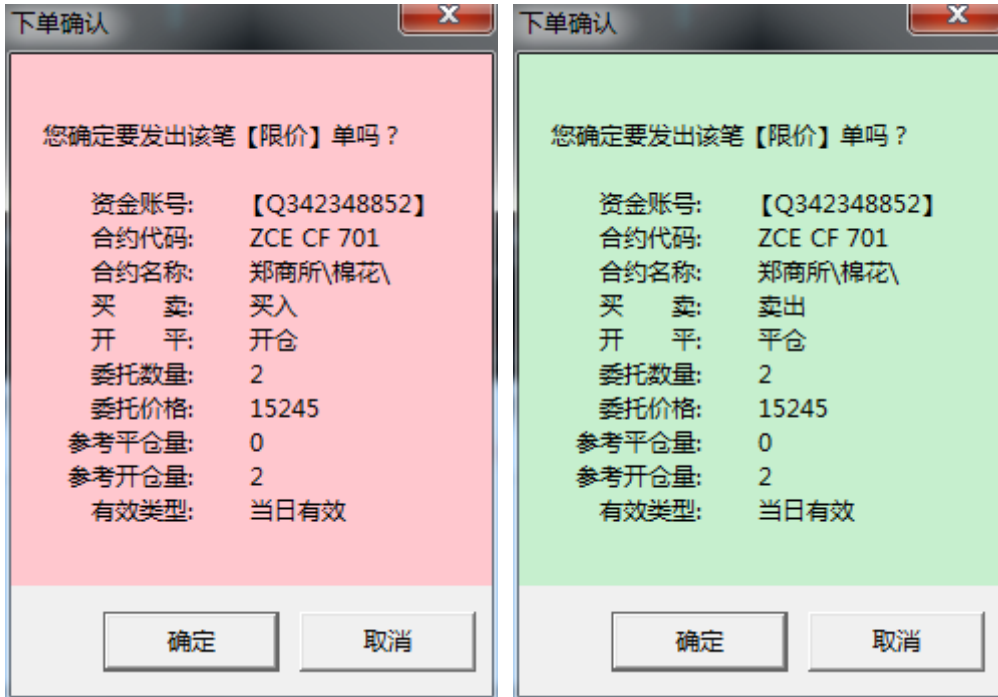 下单确认
您确定要发出该笔【限价】单吗？
资金账号: 【Q342348852】
合约代码: ZCE CF 701
合约名称: 郑商所\棉花\
买 卖: 买入
开 平: 开仓
委托数量: 2
委托价格: 15245
参考平仓量: 0
参考开仓量: 2
有效类型: 当日有效
确定 取消
下单确认
您确定要发出该笔【限价】单吗？
资金账号: 【Q342348852】
合约代码: ZCE CF 701
合约名称: 郑商所\棉花\
买 卖: 卖出
开 平: 平仓
委托数量: 2
委托价格: 15245
参考平仓量: 0
参考开仓量: 2
有效类型: 当日有效
确定 取消